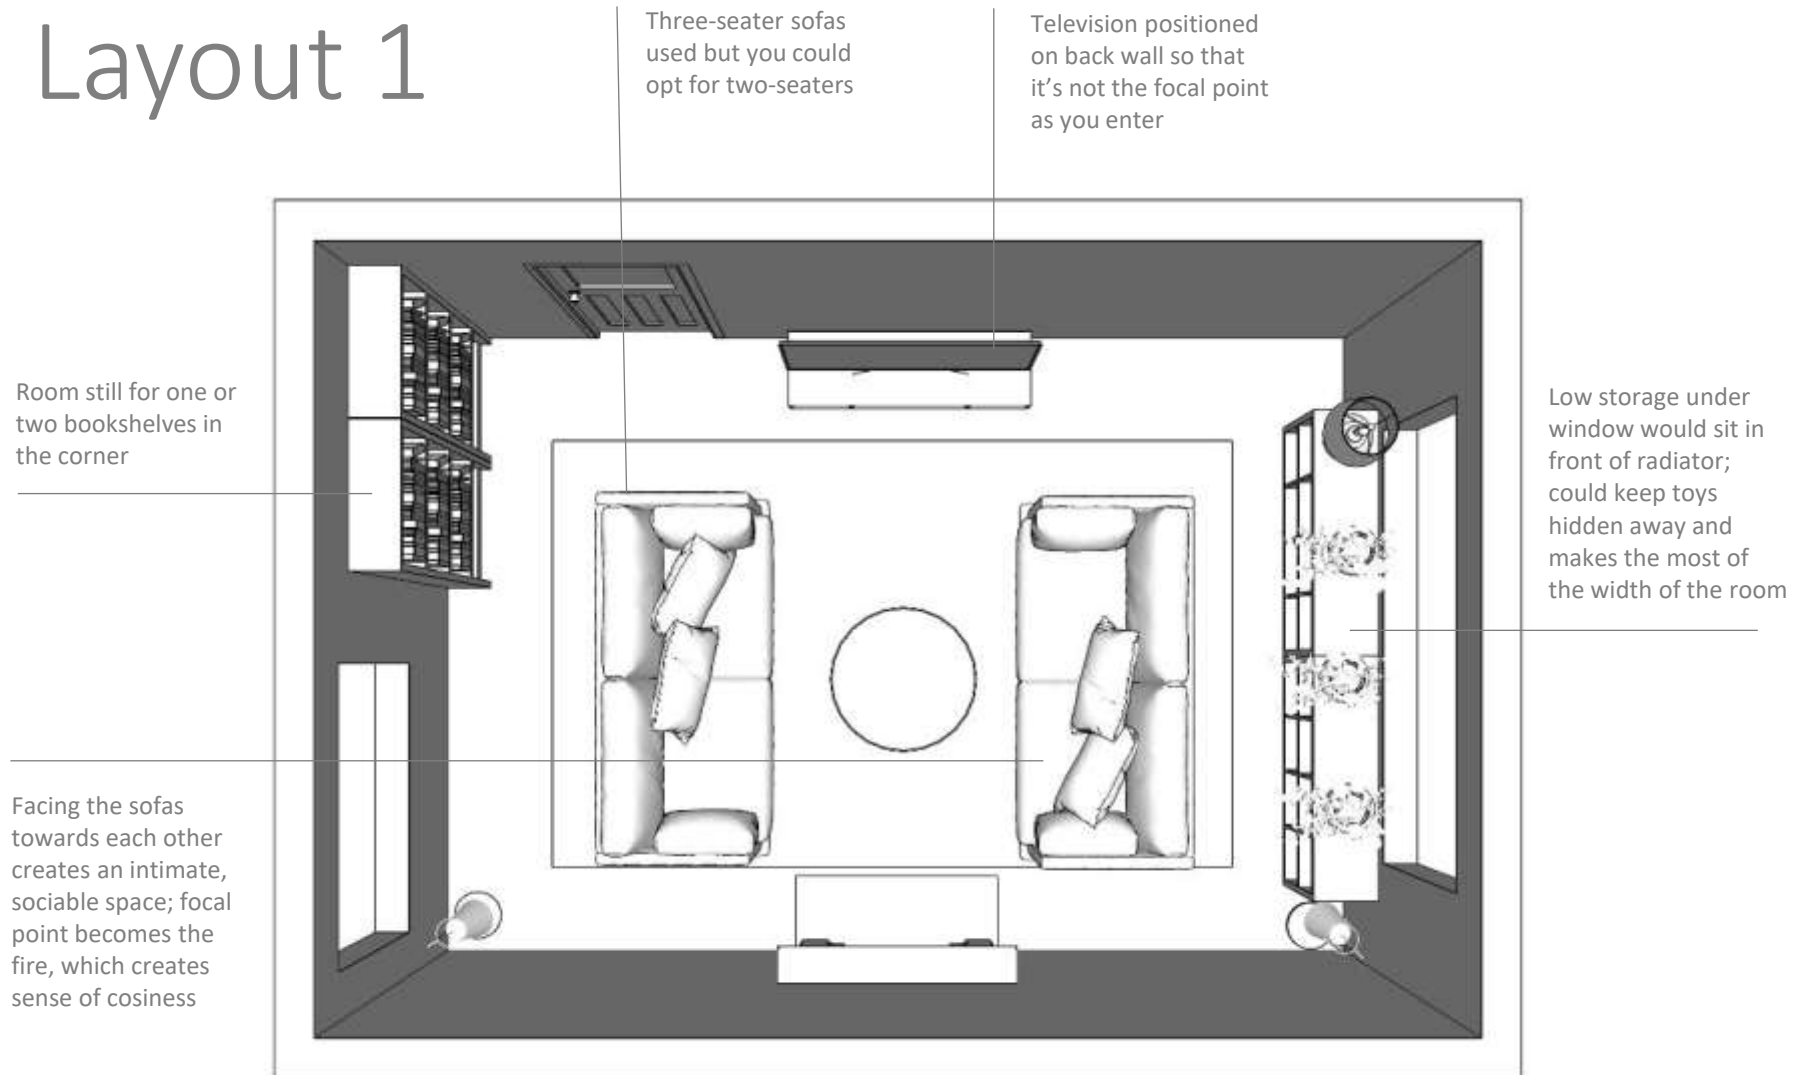 Layout 1
Three-seater sofas
used but you could
opt for two-seaters
Television positioned
on back wall so that
it's not the focal point
as you enter
Room still for one or
two bookshelves in
the corner
Low storage under
window would sit in
front of radiator;
could keep toys
hidden away and
makes the most of
the width of the room
Facing the sofas
towards each other
creates an intimate,
sociable space; focal
point becomes the
fire, which creates
sense of cosiness